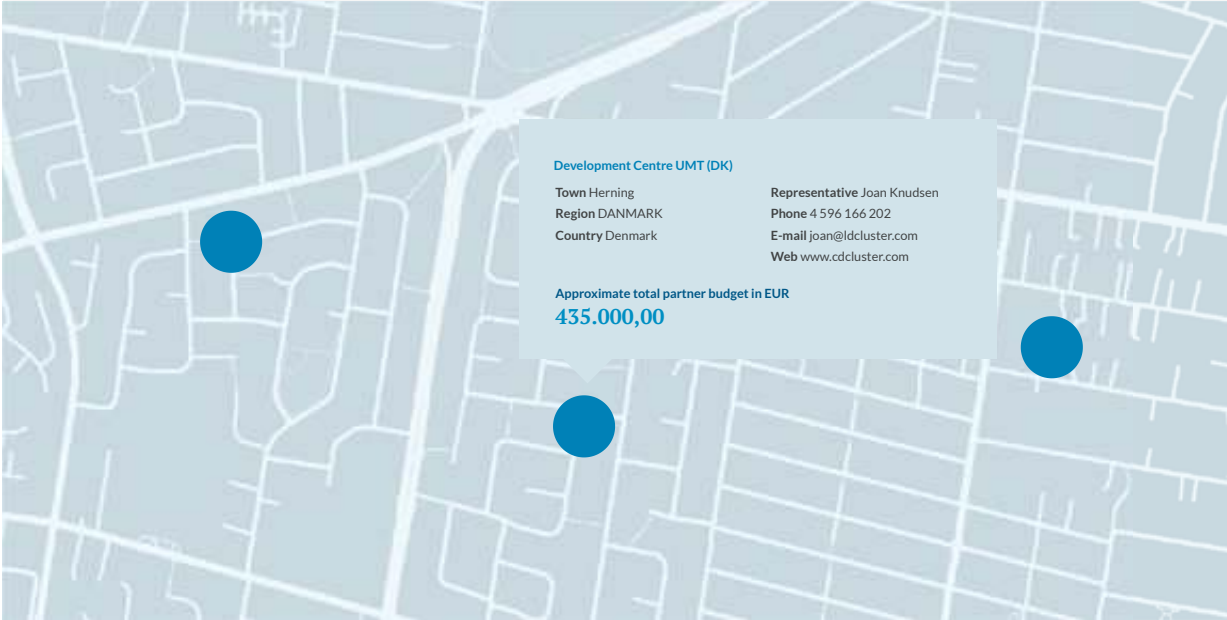 Development Centre UMT (DK)
Town Herning
Region DANMARK
Country Denmark
Representative Joan Knudsen
Phone 4 596 166 202
E-mail joan@ldcluster.com
Web www.cdcluster.com
Approximate total partner budget in EUR
435.000,00